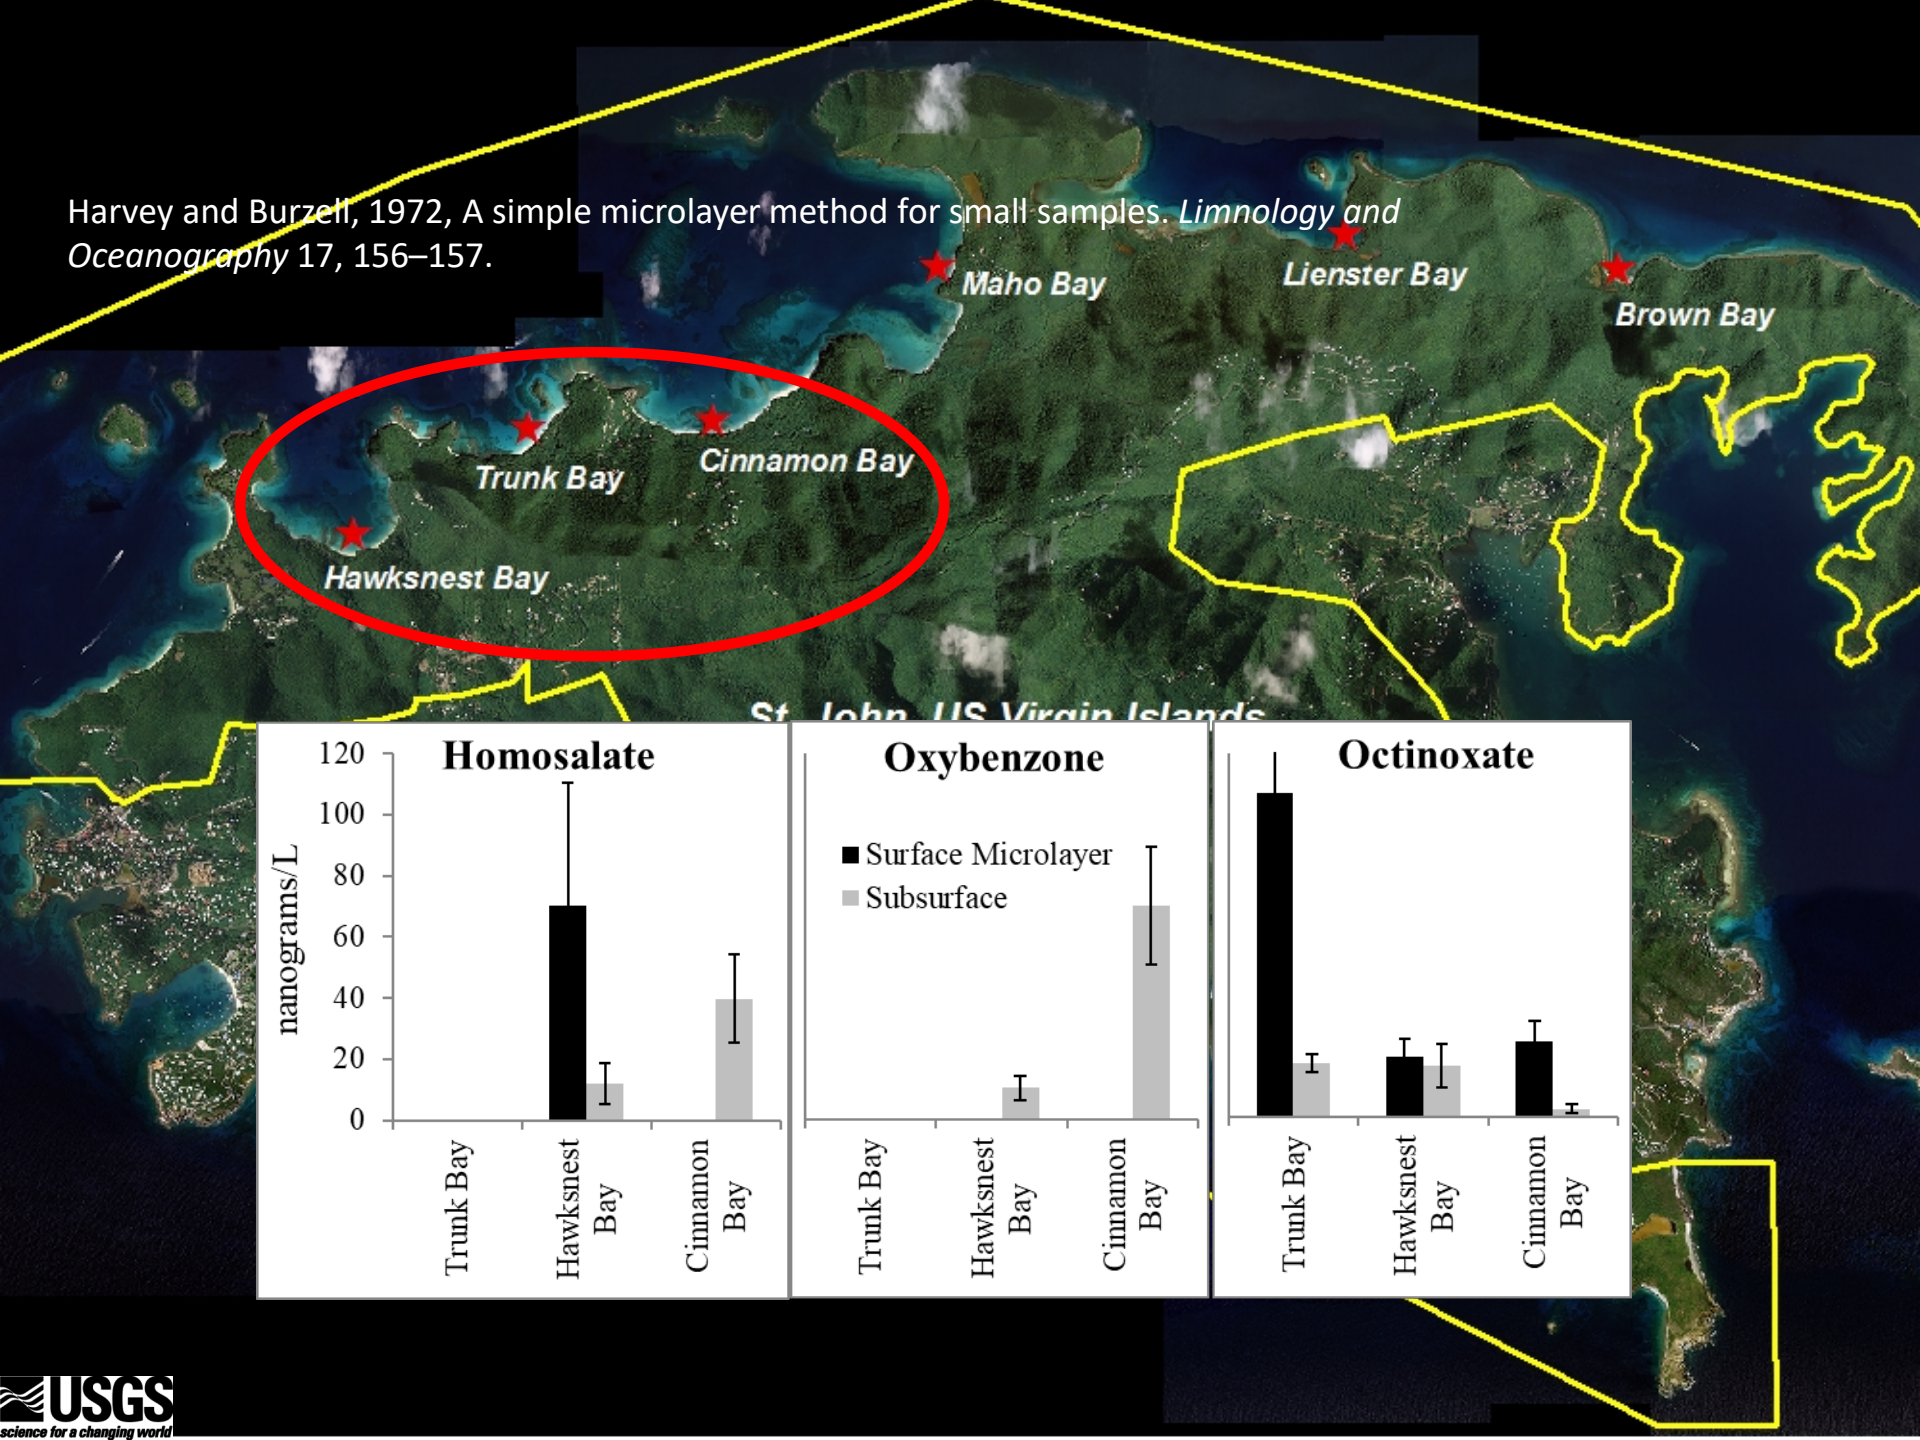 Harvey and Burzell, 1972, A simple microlayer method for small samples. Limnology and
Oceanography 17, 156–157.
Maho Bay
Lienster Bay
Brown Bay
Trunk Bay
Cinnamon Bay
Hawksnest Bay
St. John, US Virgin Islands
Homosalate
nanograms/L
120
100
80
60
40
20
0
Trunk Bay
Hawksnest
Bay
Cinnamon
Bay
Oxybenzone
Surface Microlayer
Subsurface
Trunk Bay
Hawksnest
Bay
Cinnamon
Bay
Octinoxate
Trunk Bay
Hawksnest
Bay
Cinnamon
Bay
USGS
science for a changing world